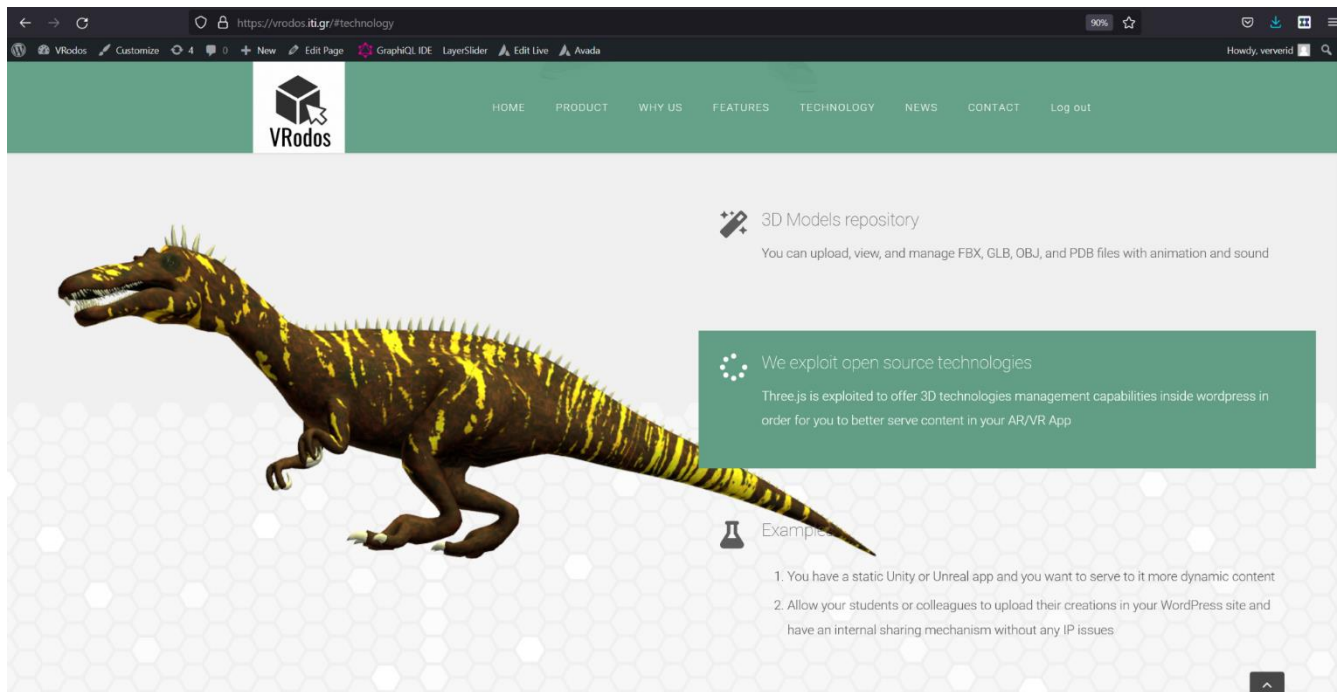 https://vrodos.iti.gr/#technology
90%
VRodos Customize 4 0 New Edit Page GraphiQL IDE LayerSlider Edit Live Avada Howdy, ververid
VRodos
HOME PRODUCT WHY US FEATURES TECHNOLOGY NEWS CONTACT Log out
3D Models repository
You can upload, view, and manage FBX, GLB, OBJ, and PDB files with animation and sound
We exploit open source technologies
Three.js is exploited to offer 3D technologies management capabilities inside wordpress in
order for you to better serve content in your AR/VR App
Examples
1. You have a static Unity or Unreal app and you want to serve to it more dynamic content
2. Allow your students or colleagues to upload their creations in your WordPress site and
have an internal sharing mechanism without any IP issues